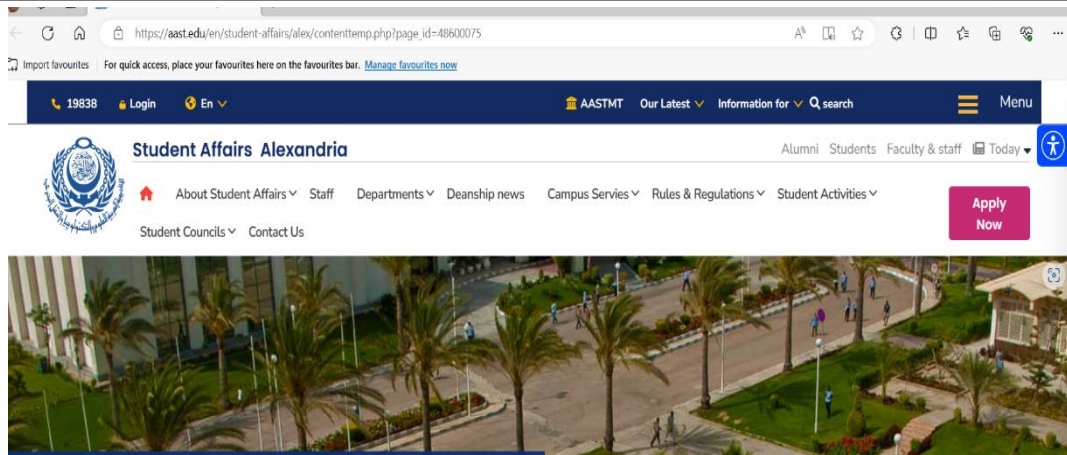 https://aast.edu/en/student-affairs/alex/contenttemp.php?page_id=48600075
Import favourites For quick access, place your favourites here on the favourites bar. Manage favourites now
19838 Login En AASTMT Our Latest Information for search Menu
Student Affairs Alexandria Alumni Students Faculty & staff Today
About Student Affairs Staff Departments Deanship news Campus Servies Rules & Regulations Student Activities
Apply
Now
Student Councils Contact Us